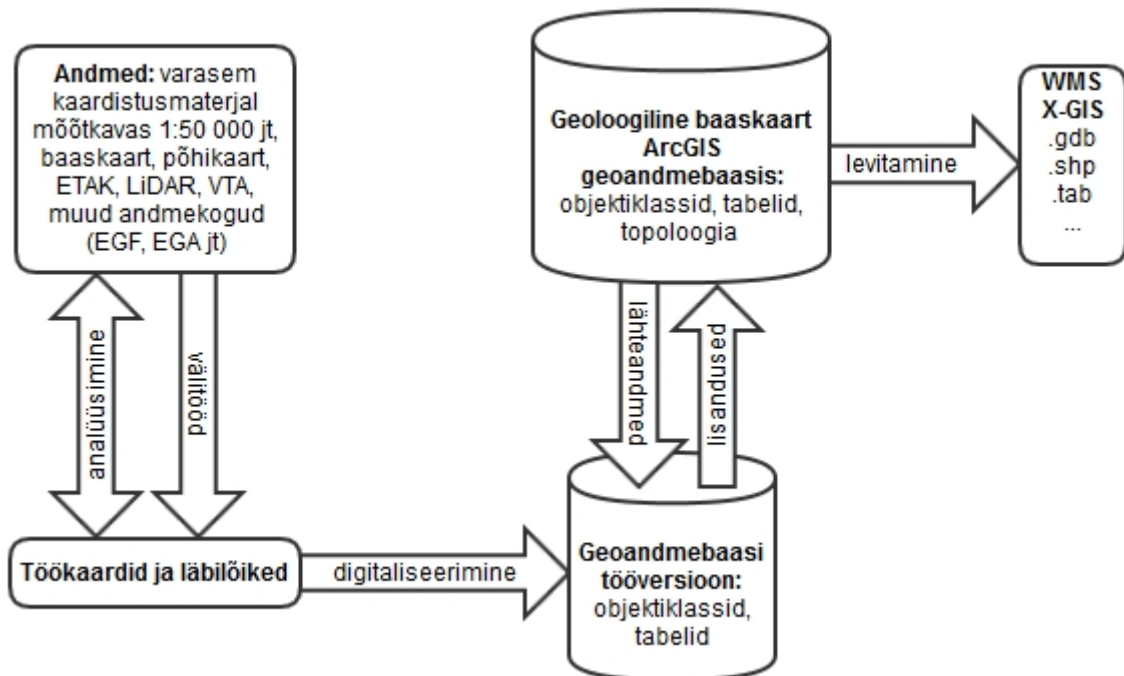 Andmed: varasem
kaardistusmaterjal
mõõtkavas 1:50 000 jt,
baaskaart, põhikaart,
ETAK, LiDAR, VTA,
muud andmekogud
(EGF, EGA jt)
analüüsimine
välitööd
Töökaardid ja läbilõiked
digitaliseerimine
Geoloogiline baaskaart
ArcGIS
geoandmebaasis:
objektiklassid, tabelid,
topoloogia
lähteandmed
lisanduused
Geoandmebaasi
tööversioon:
objektiklassid,
tabelid
levitamine
WMS
X-GIS
.gdb
.shp
.tab
...